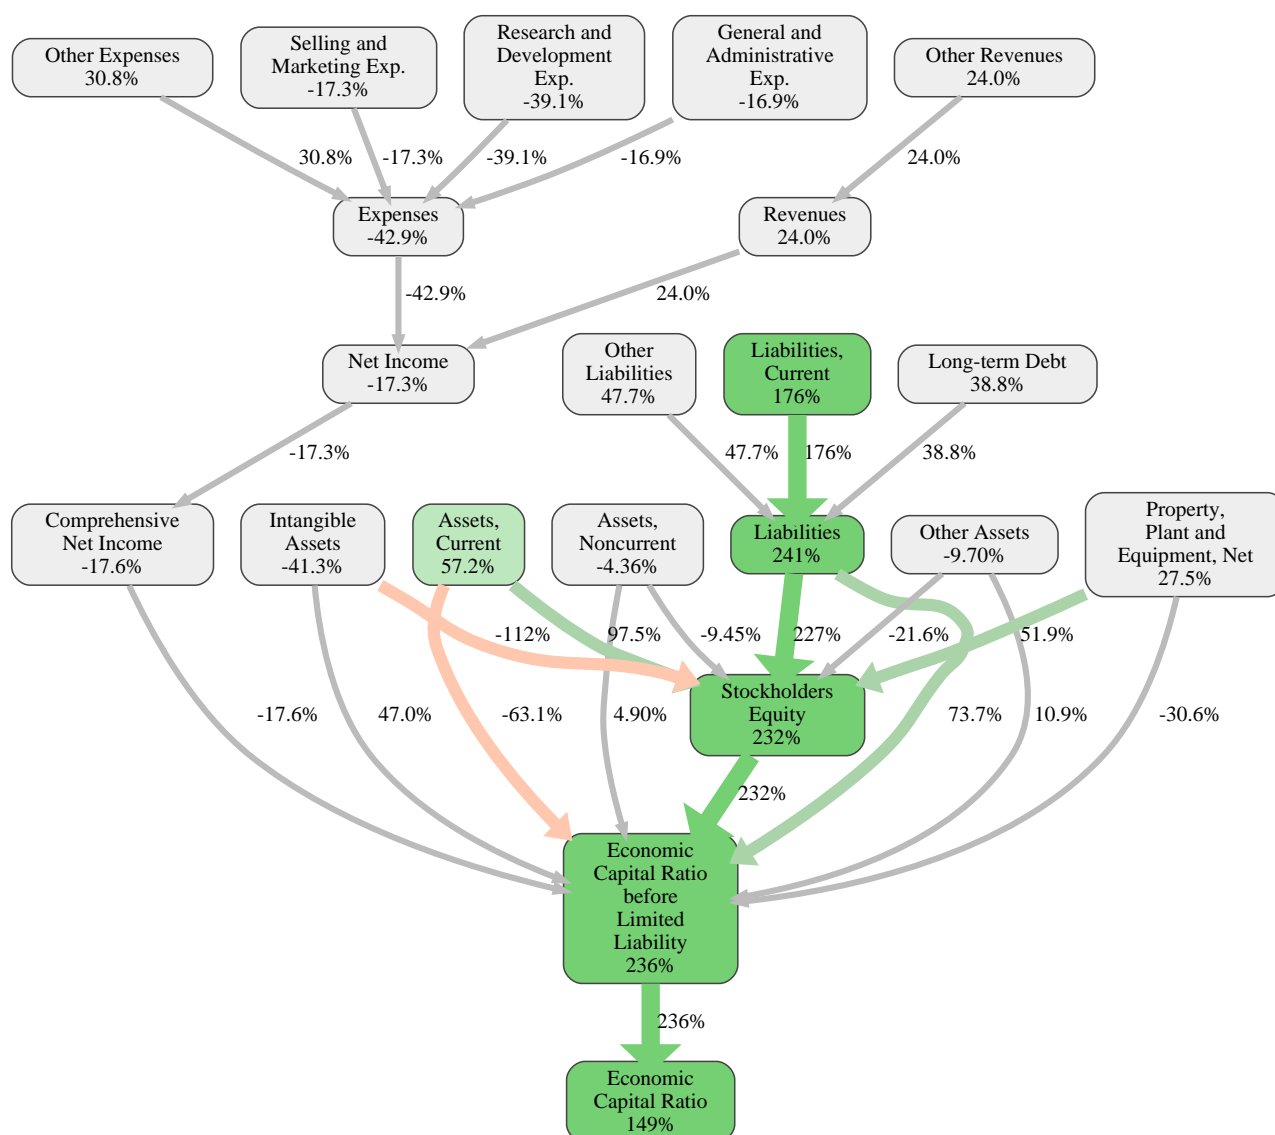 Other Expenses
30.8%
Selling and
Marketing Exp.
-17.3%
Research and
Development
Exp.
-39.1%
General and
Administrative
Exp.
-16.9%
Other Revenues
24.0%
30.8%
-17.3%
-39.1%
-16.9%
24.0%
Expenses
-42.9%
Revenues
24.0%
-42.9%
24.0%
Net Income
-17.3%
Other
Liabilities
47.7%
Liabilities,
Current
176%
Long-term Debt
38.8%
-17.3%
47.7%
176%
38.8%
Comprehensive
Net Income
-17.6%
Intangible
Assets
-41.3%
Assets,
Current
57.2%
Assets,
Noncurrent
-4.36%
Liabilities
241%
Other Assets
-9.70%
Property,
Plant and
Equipment, Net
27.5%
-112%
97.5%
-9.45%
227%
-21.6%
51.9%
Stockholders
Equity
232%
-17.6%
47.0%
-63.1%
4.90%
73.7%
10.9%
-30.6%
232%
Economic
Capital Ratio
before
Limited
Liability
236%
236%
Economic
Capital Ratio
149%